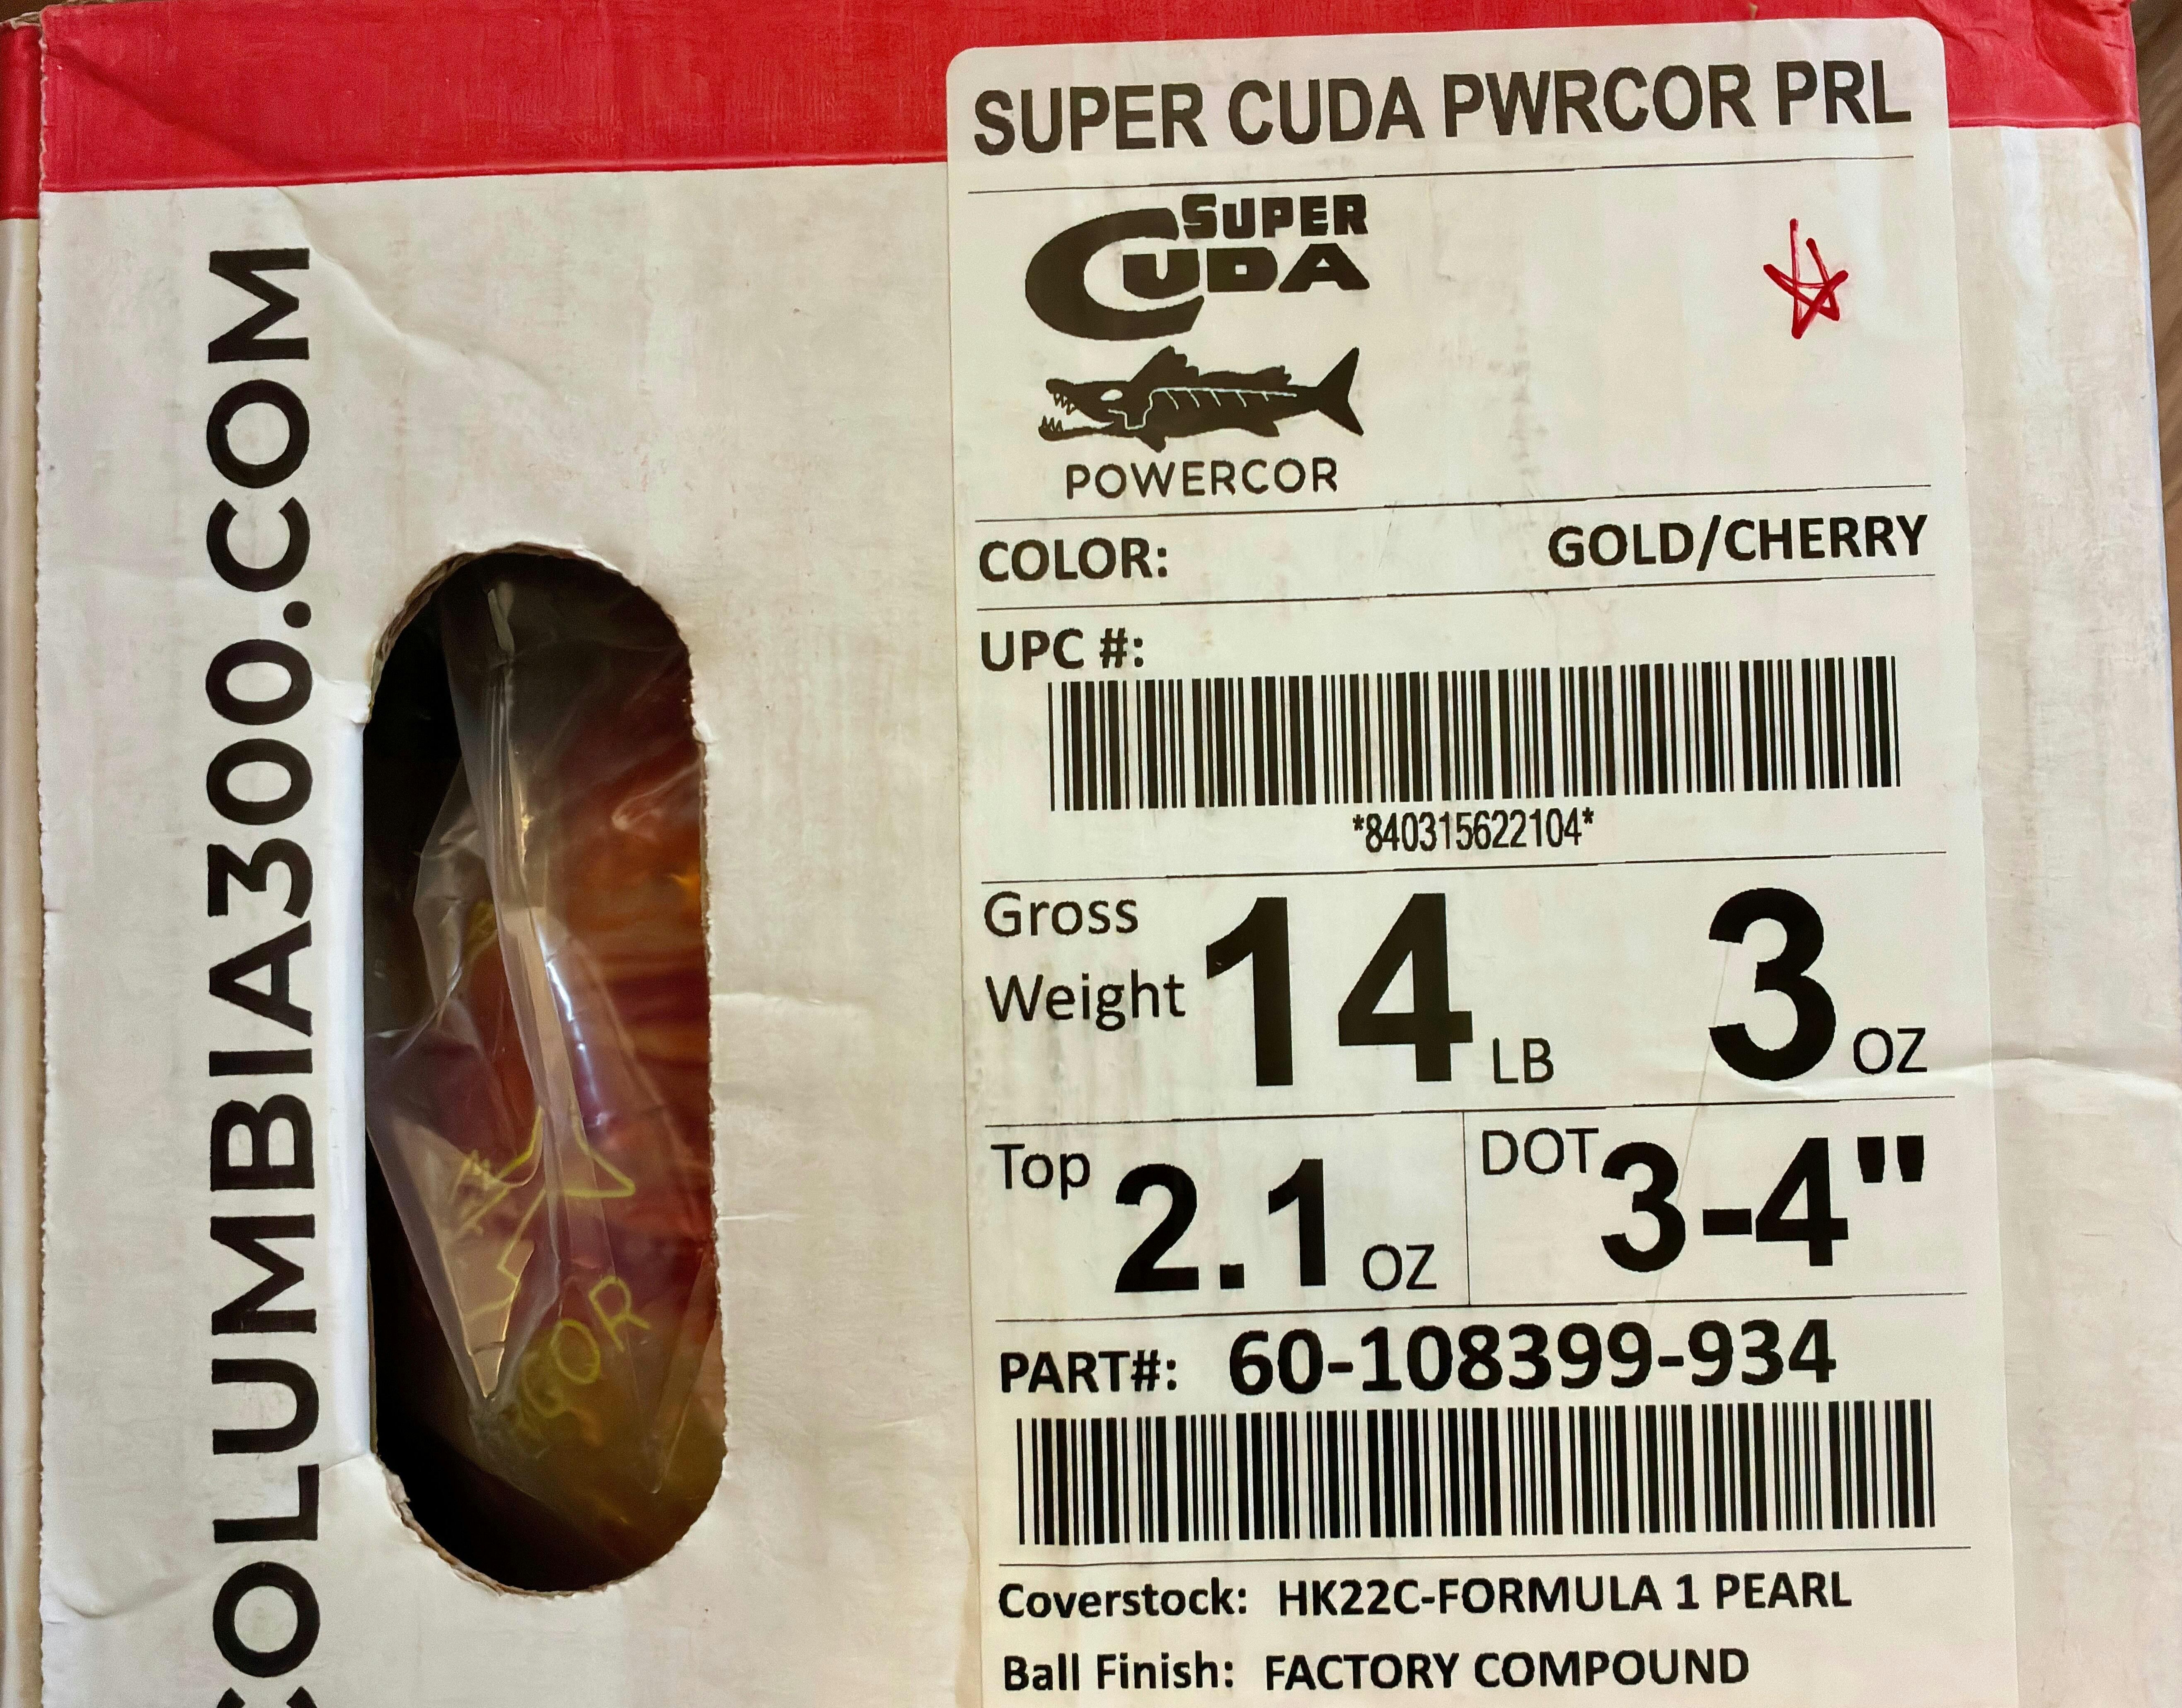 COLUMBIA300.COM
SUPER CUDA PWRCOR PRL
SUPER
CUDA
POWERCOR
COLOR: GOLD/CHERRY
UPC #:
*840315622104*
Gross
Weight 14 LB 3 OZ
Top 2.1 OZ DOT 3-4"
PART#: 60-108399-934
Coverstock: HK22C-FORMULA 1 PEARL
Ball Finish: FACTORY COMPOUND